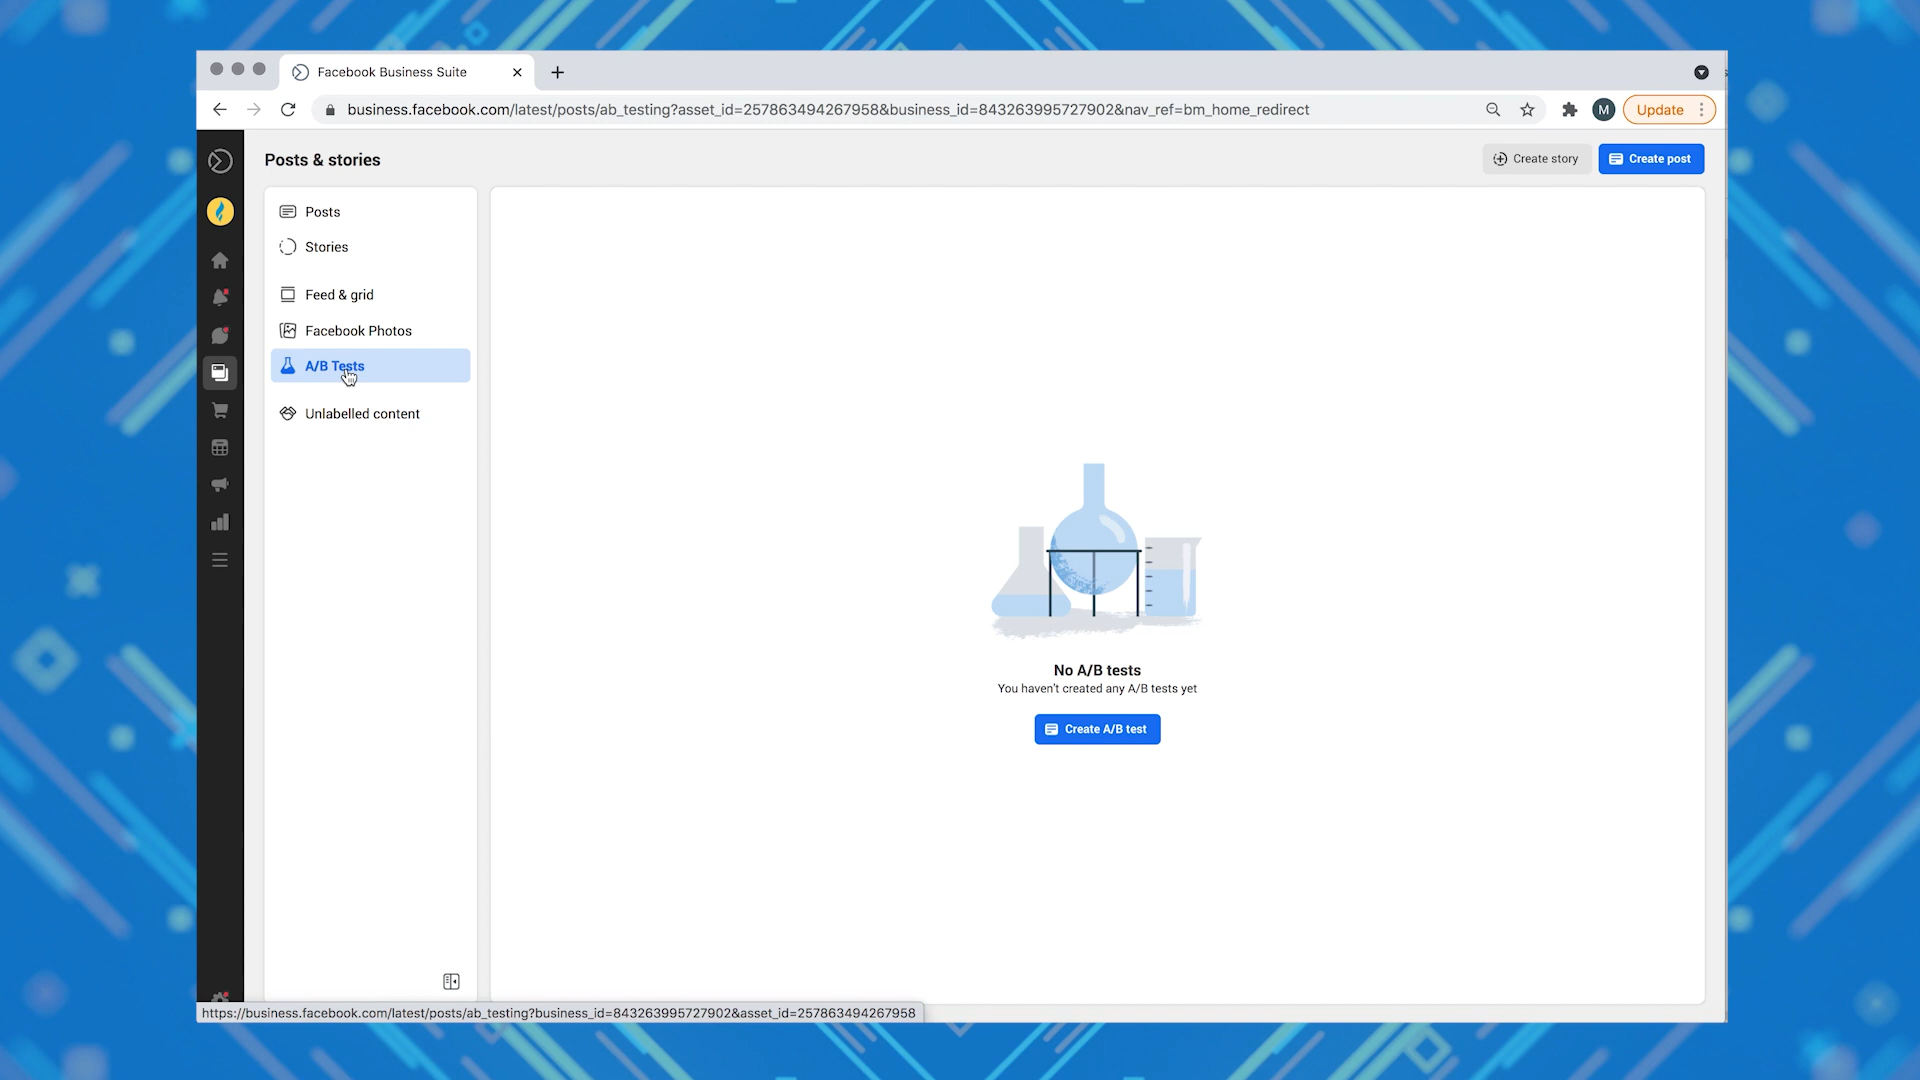 Facebook Business Suite
business.facebook.com/latest/posts/ab_testing?asset_id=257863494267958&business_id=843263995727902&nav_ref=bm_home_redirect
M
Update
Posts & stories
Create story
Create post
Posts
Stories
Feed & grid
Facebook Photos
A/B Tests
Unlabelled content
No A/B tests
You haven't created any A/B tests yet
Create A/B test
https://business.facebook.com/latest/posts/ab_testing?business_id=843263995727902&asset_id=257863494267958